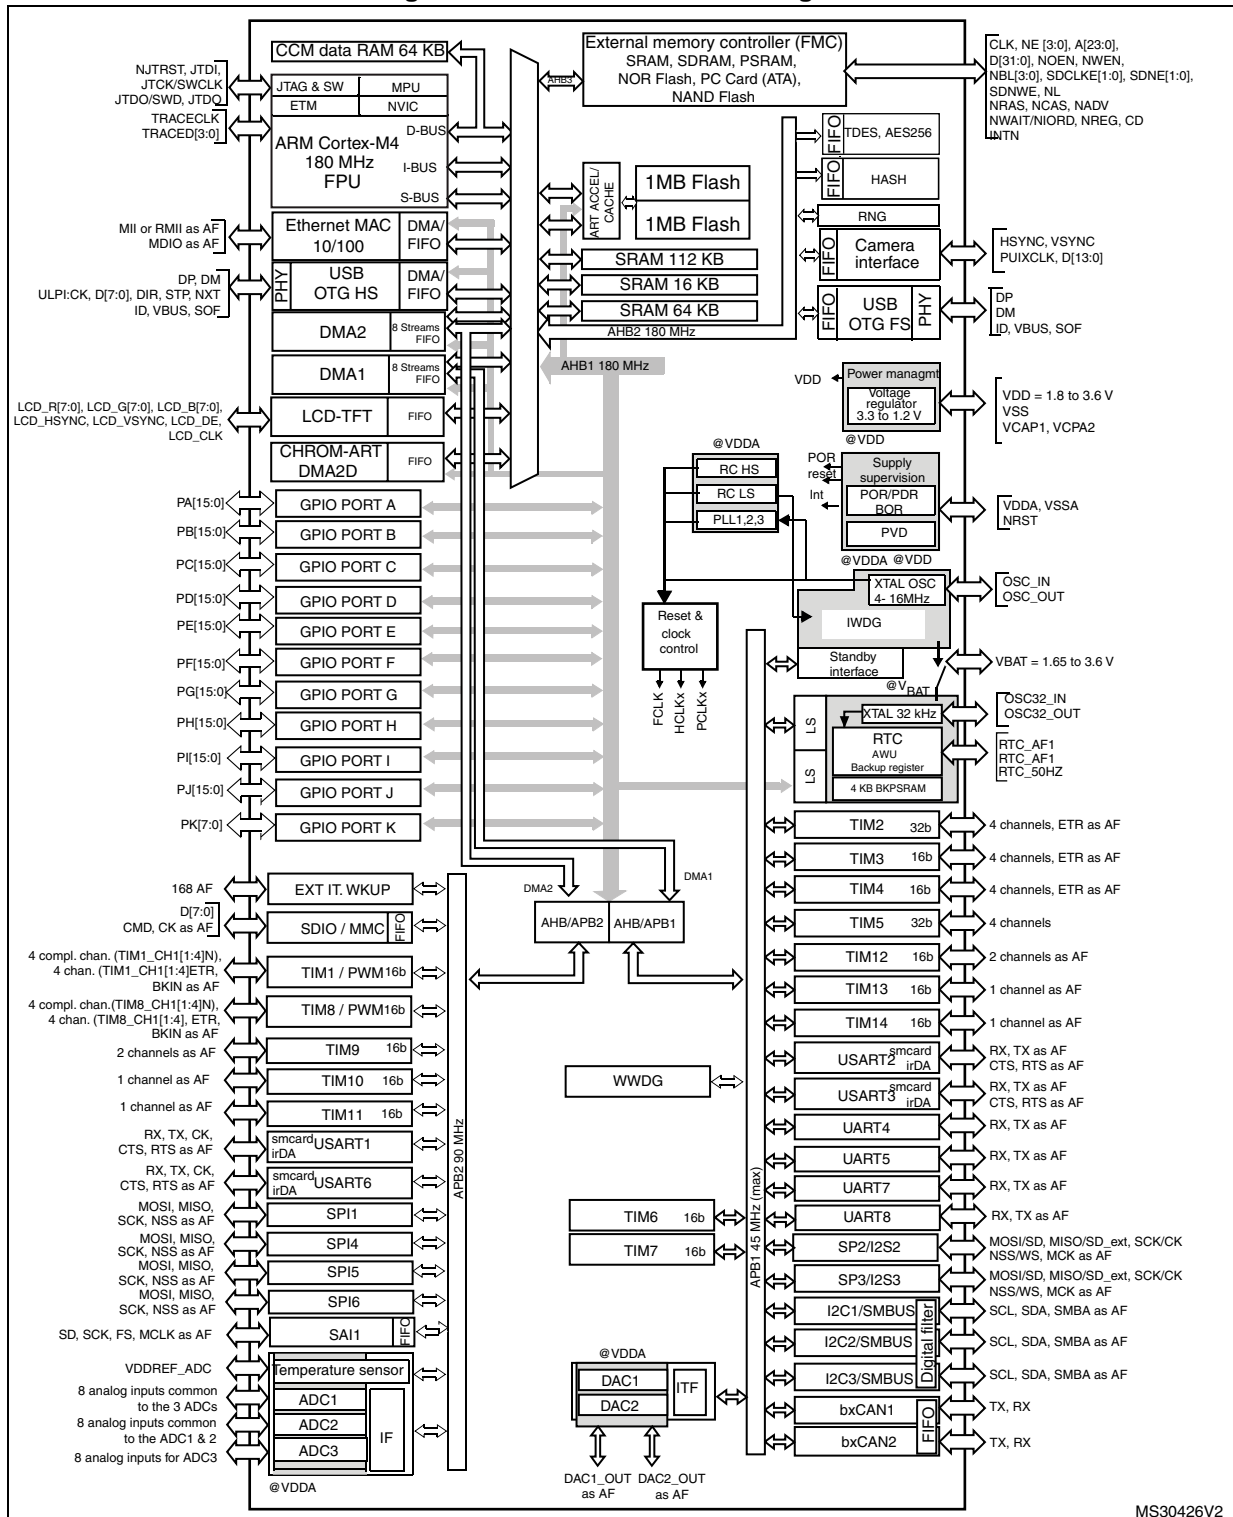 CCM data RAM 64 KB
External memory controller (FMC)
SRAM, SDRAM, PSRAM,
NOR Flash, PC Card (ATA),
NAND Flash
AHB3
CLK, NE [3:0], A[23:0],
D[31:0], NOEN, NWEN,
NBL[3:0], SDCLKE[1:0], SDNE[1:0],
SDNWE, NL
NRAS, NCAS, NADV
NWAIT/NIORD, NREG, CD
INTN
NJTRST, JTDI,
JTCK/SWCLK
JTDO/SWD, JTDO
TRACECLK
TRACED[3:0]
JTAG & SW
MPU
ETM
NVIC
ARM Cortex-M4
180 MHz
FPU
D-BUS
I-BUS
S-BUS
ART ACCEL/
CACHE
1MB Flash
1MB Flash
FIFO
TDES, AES256
FIFO
HASH
RNG
FIFO
Camera
interface
HSYNC, VSYNC
PUIXCLK, D[13:0]
FIFO
USB
OTG FS
PHY
DP
DM
ID, VBUS, SOF
MII or RMII as AF
MDIO as AF
Ethernet MAC
10/100
DMA/
FIFO
DP, DM
ULPI:CK, D[7:0], DIR, STP, NXT
ID, VBUS, SOF
PHY
USB
OTG HS
DMA/
FIFO
DMA2
8 Streams
FIFO
DMA1
8 Streams
FIFO
SRAM 112 KB
SRAM 16 KB
SRAM 64 KB
AHB2 180 MHz
AHB1 180 MHz
LCD_R[7:0], LCD_G[7:0], LCD_B[7:0],
LCD_HSYNC, LCD_VSYNC, LCD_DE,
LCD_CLK
LCD-TFT
FIFO
CHROM-ART
DMA2D
FIFO
VDD
Power managmt
Voltage
regulator
3.3 to 1.2 V
@VDD
VDD = 1.8 to 3.6 V
VSS
VCAP1, VCPA2
@VDDA
RC HS
RC LS
PLL1,2,3
POR
reset
Int
Supply
supervision
POR/PDR
BOR
PVD
@VDDA
@VDD
VDDA, VSSA
NRST
XTAL OSC
4- 16MHz
OSC_IN
OSC_OUT
IWDG
Reset &
clock
control
FCLK
HCLKx
PCLKx
Standby
interface
@VBAT
VBAT = 1.65 to 3.6 V
LS
LS
XTAL 32 kHz
RTC
AWU
Backup register
4 KB BKPSRAM
OSC32_IN
OSC32_OUT
RTC_AF1
RTC_AF1
RTC_50HZ
PA[15:0]
GPIO PORT A
PB[15:0]
GPIO PORT B
PC[15:0]
GPIO PORT C
PD[15:0]
GPIO PORT D
PE[15:0]
GPIO PORT E
PF[15:0]
GPIO PORT F
PG[15:0]
GPIO PORT G
PH[15:0]
GPIO PORT H
PI[15:0]
GPIO PORT I
PJ[15:0]
GPIO PORT J
PK[7:0]
GPIO PORT K
DMA2
DMA1
AHB/APB2
AHB/APB1
168 AF
EXT IT. WKUP
D[7:0]
CMD, CK as AF
SDIO / MMC
FIFO
4 compl. chan. (TIM1_CH1[1:4]N),
4 chan. (TIM1_CH1[1:4]ETR,
BKIN as AF
TIM1 / PWM 16b
4 compl. chan.(TIM8_CH1[1:4]N),
4 chan. (TIM8_CH1[1:4], ETR,
BKIN as AF
TIM8 / PWM 16b
2 channels as AF
TIM9 16b
1 channel as AF
TIM10 16b
1 channel as AF
TIM11 16b
RX, TX, CK,
CTS, RTS as AF
smcard
irDA
USART1
RX, TX, CK,
CTS, RTS as AF
smcard
irDA
USART6
MOSI, MISO,
SCK, NSS as AF
SPI1
MOSI, MISO,
SCK, NSS as AF
SPI4
MOSI, MISO,
SCK, NSS as AF
SPI5
MOSI, MISO,
SCK, NSS as AF
SPI6
SD, SCK, FS, MCLK as AF
SAI1
FIFO
VDDREF_ADC
Temperature sensor
8 analog inputs common
to the 3 ADCs
8 analog inputs common
to the ADC1 & 2
8 analog inputs for ADC3
ADC1
ADC2
ADC3
IF
@VDDA
APB2 90 MHz
WWDG
TIM6 16b
TIM7 16b
@VDDA
DAC1
DAC2
ITF
DAC1_OUT
as AF
DAC2_OUT
as AF
APB1 45 MHz (max)
TIM2 32b
4 channels, ETR as AF
TIM3 16b
4 channels, ETR as AF
TIM4 16b
4 channels, ETR as AF
TIM5 32b
4 channels
TIM12 16b
2 channels as AF
TIM13 16b
1 channel as AF
TIM14 16b
1 channel as AF
USART2
smcard
irDA
RX, TX as AF
CTS, RTS as AF
USART3
smcard
irDA
RX, TX as AF
CTS, RTS as AF
UART4
RX, TX as AF
UART5
RX, TX as AF
UART7
RX, TX as AF
UART8
RX, TX as AF
SP2/I2S2
MOSI/SD, MISO/SD_ext, SCK/CK
NSS/WS, MCK as AF
SP3/I2S3
MOSI/SD, MISO/SD_ext, SCK/CK
NSS/WS, MCK as AF
I2C1/SMBUS
SCL, SDA, SMBA as AF
I2C2/SMBUS
SCL, SDA, SMBA as AF
I2C3/SMBUS
SCL, SDA, SMBA as AF
Digital filter
bxCAN1
TX, RX
bxCAN2
TX, RX
FIFO
MS30426V2